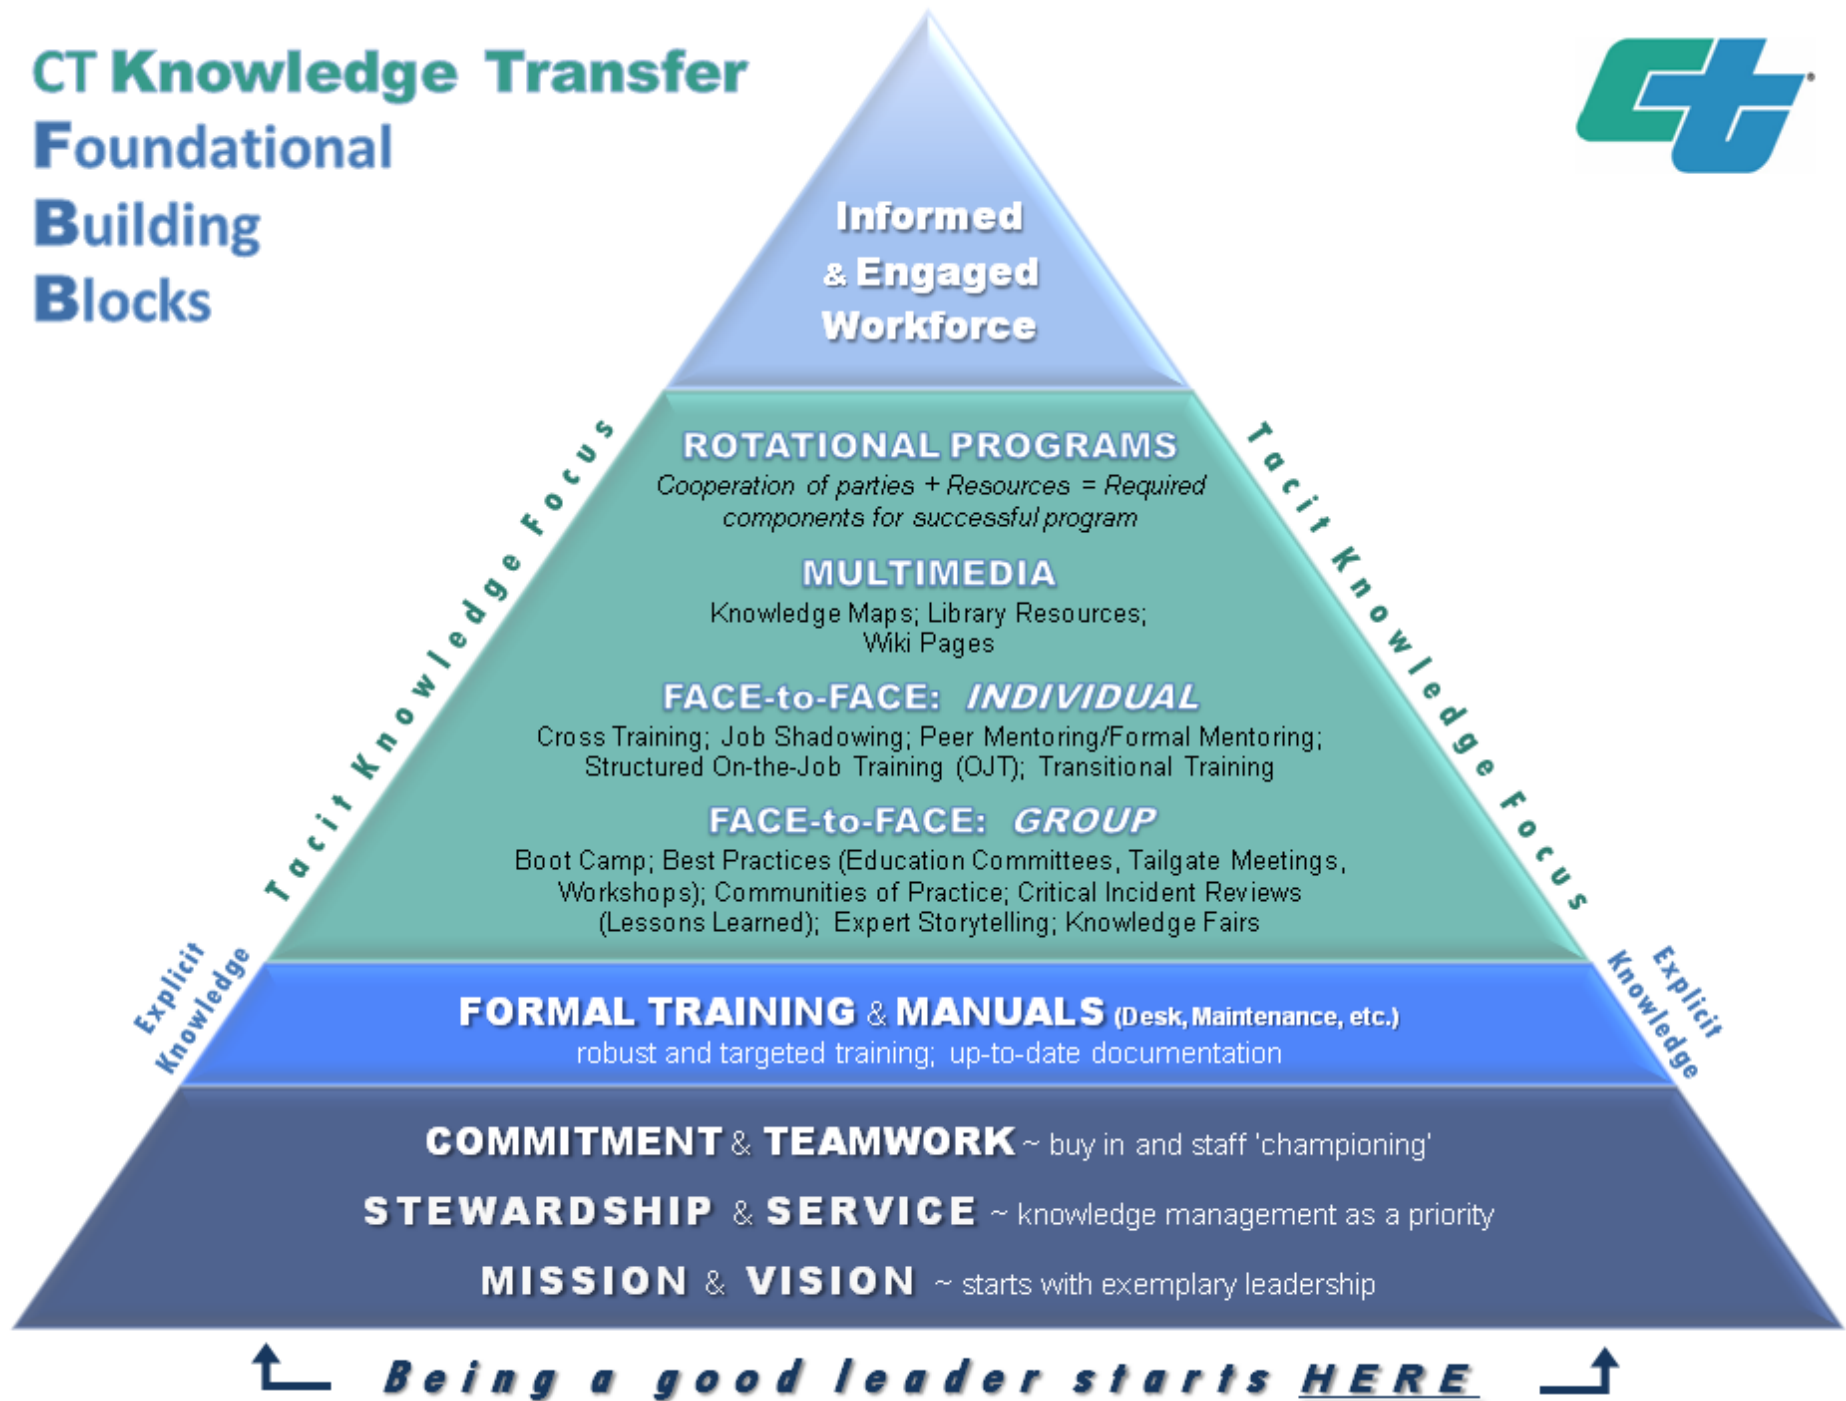 CT Knowledge Transfer
Foundational
Building
Blocks
Ct
Informed
& Engaged
Workforce
Tacit Knowledge Focus
Tacit Knowledge Focus
ROTATIONAL PROGRAMS
Cooperation of parties + Resources = Required
components for successful program
MULTIMEDIA
Knowledge Maps; Library Resources;
Wiki Pages
FACE-to-FACE: INDIVIDUAL
Cross Training; Job Shadowing; Peer Mentoring/Formal Mentoring;
Structured On-the-Job Training (OJT); Transitional Training
FACE-to-FACE: GROUP
Boot Camp; Best Practices (Education Committees, Tailgate Meetings,
Workshops); Communities of Practice; Critical Incident Reviews
(Lessons Learned); Expert Storytelling; Knowledge Fairs
Explicit
Knowledge
Explicit
Knowledge
FORMAL TRAINING & MANUALS (Desk, Maintenance, etc.)
robust and targeted training; up-to-date documentation
COMMITMENT & TEAMWORK ~ buy in and staff 'championing'
STEWARDSHIP & SERVICE ~ knowledge management as a priority
MISSION & VISION ~ starts with exemplary leadership
Being a good leader starts HERE